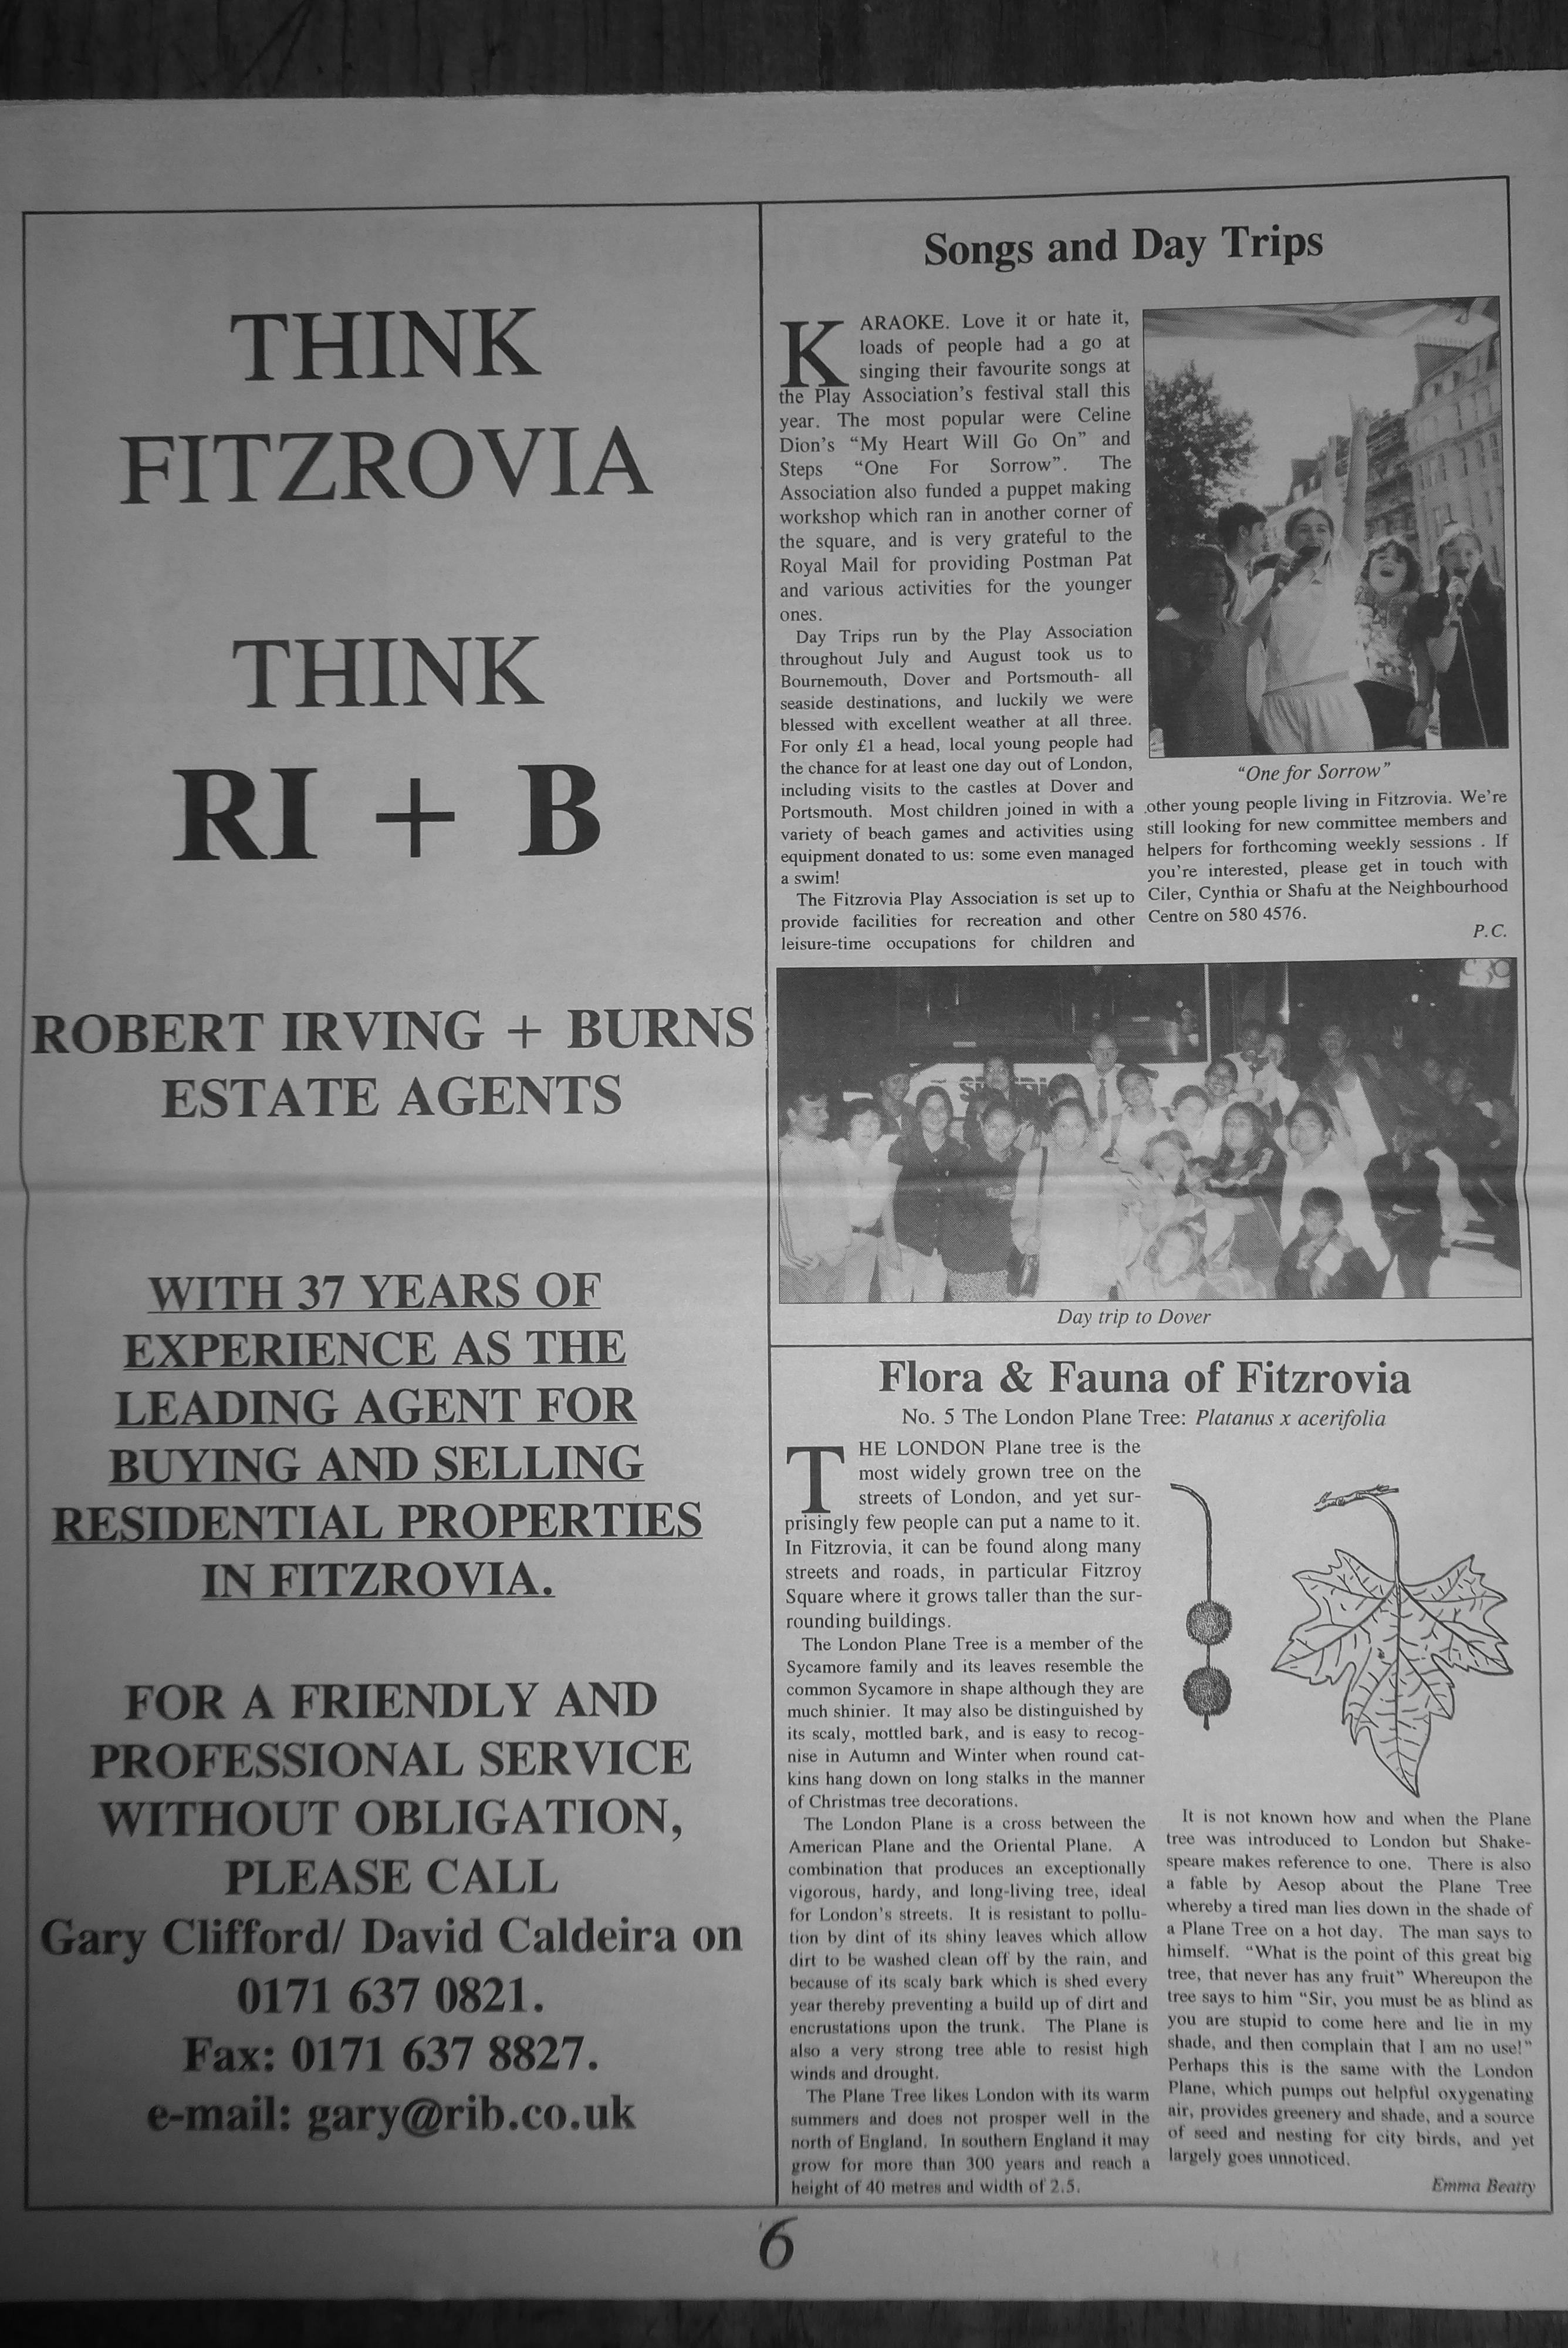 THINK
FITZROVIA
THINK
RI + B
ROBERT IRVING + BURNS
ESTATE AGENTS
WITH 37 YEARS OF
EXPERIENCE AS THE
LEADING AGENT FOR
BUYING AND SELLING
RESIDENTIAL PROPERTIES
IN FITZROVIA.
FOR A FRIENDLY AND
PROFESSIONAL SERVICE
WITHOUT OBLIGATION,
PLEASE CALL
Gary Clifford/ David Caldeira on
0171 637 0821.
Fax: 0171 637 8827.
e-mail: gary@rib.co.uk
Songs and Day Trips
KARAOKE. Love it or hate it,
loads of people had a go at
singing their favourite songs at
the Play Association's festival stall this
year. The most popular were Celine
Dion's "My Heart Will Go On" and
Steps "One For Sorrow". The
Association also funded a puppet making
workshop which ran in another corner of
the square, and is very grateful to the
Royal Mail for providing Postman Pat
and various activities for the younger
ones.
Day Trips run by the Play Association
throughout July and August took us to
Bournemouth, Dover and Portsmouth- all
seaside destinations, and luckily we were
blessed with excellent weather at all three.
For only £1 a head, local young people had
the chance for at least one day out of London,
including visits to the castles at Dover and
Portsmouth. Most children joined in with a
variety of beach games and activities using
equipment donated to us: some even managed
a swim!
The Fitzrovia Play Association is set up to
provide facilities for recreation and other
leisure-time occupations for children and
"One for Sorrow"
other young people living in Fitzrovia. We're
still looking for new committee members and
helpers for forthcoming weekly sessions . If
you're interested, please get in touch with
Ciler, Cynthia or Shafu at the Neighbourhood
Centre on 580 4576.
P.C.
Day trip to Dover
Flora & Fauna of Fitzrovia
No. 5 The London Plane Tree: Platanus x acerifolia
THE LONDON Plane tree is the
most widely grown tree on the
streets of London, and yet sur-
prisingly few people can put a name to it.
In Fitzrovia, it can be found along many
streets and roads, in particular Fitzroy
Square where it grows taller than the sur-
rounding buildings.
The London Plane Tree is a member of the
Sycamore family and its leaves resemble the
common Sycamore in shape although they are
much shinier. It may also be distinguished by
its scaly, mottled bark, and is easy to recog-
nise in Autumn and Winter when round cat-
kins hang down on long stalks in the manner
of Christmas tree decorations.
The London Plane is a cross between the
American Plane and the Oriental Plane. A
combination that produces an exceptionally
vigorous, hardy, and long-living tree, ideal
for London's streets. It is resistant to pollu-
tion by dint of its shiny leaves which allow
dirt to be washed clean off by the rain, and
because of its scaly bark which is shed every
year thereby preventing a build up of dirt and
encrustations upon the trunk. The Plane is
also a very strong tree able to resist high
winds and drought.
The Plane Tree likes London with its warm
summers and does not prosper well in the
north of England. In southern England it may
grow for more than 300 years and reach a
height of 40 metres and width of 2.5.
It is not known how and when the Plane
tree was introduced to London but Shake-
speare makes reference to one. There is also
a fable by Aesop about the Plane Tree
whereby a tired man lies down in the shade of
a Plane Tree on a hot day. The man says to
himself. "What is the point of this great big
tree, that never has any fruit" Whereupon the
tree says to him "Sir, you must be as blind as
you are stupid to come here and lie in my
shade, and then complain that I am no use!"
Perhaps this is the same with the London
Plane, which pumps out helpful oxygenating
air, provides greenery and shade, and a source
of seed and nesting for city birds, and yet
largely goes unnoticed.
Emma Beatty
6